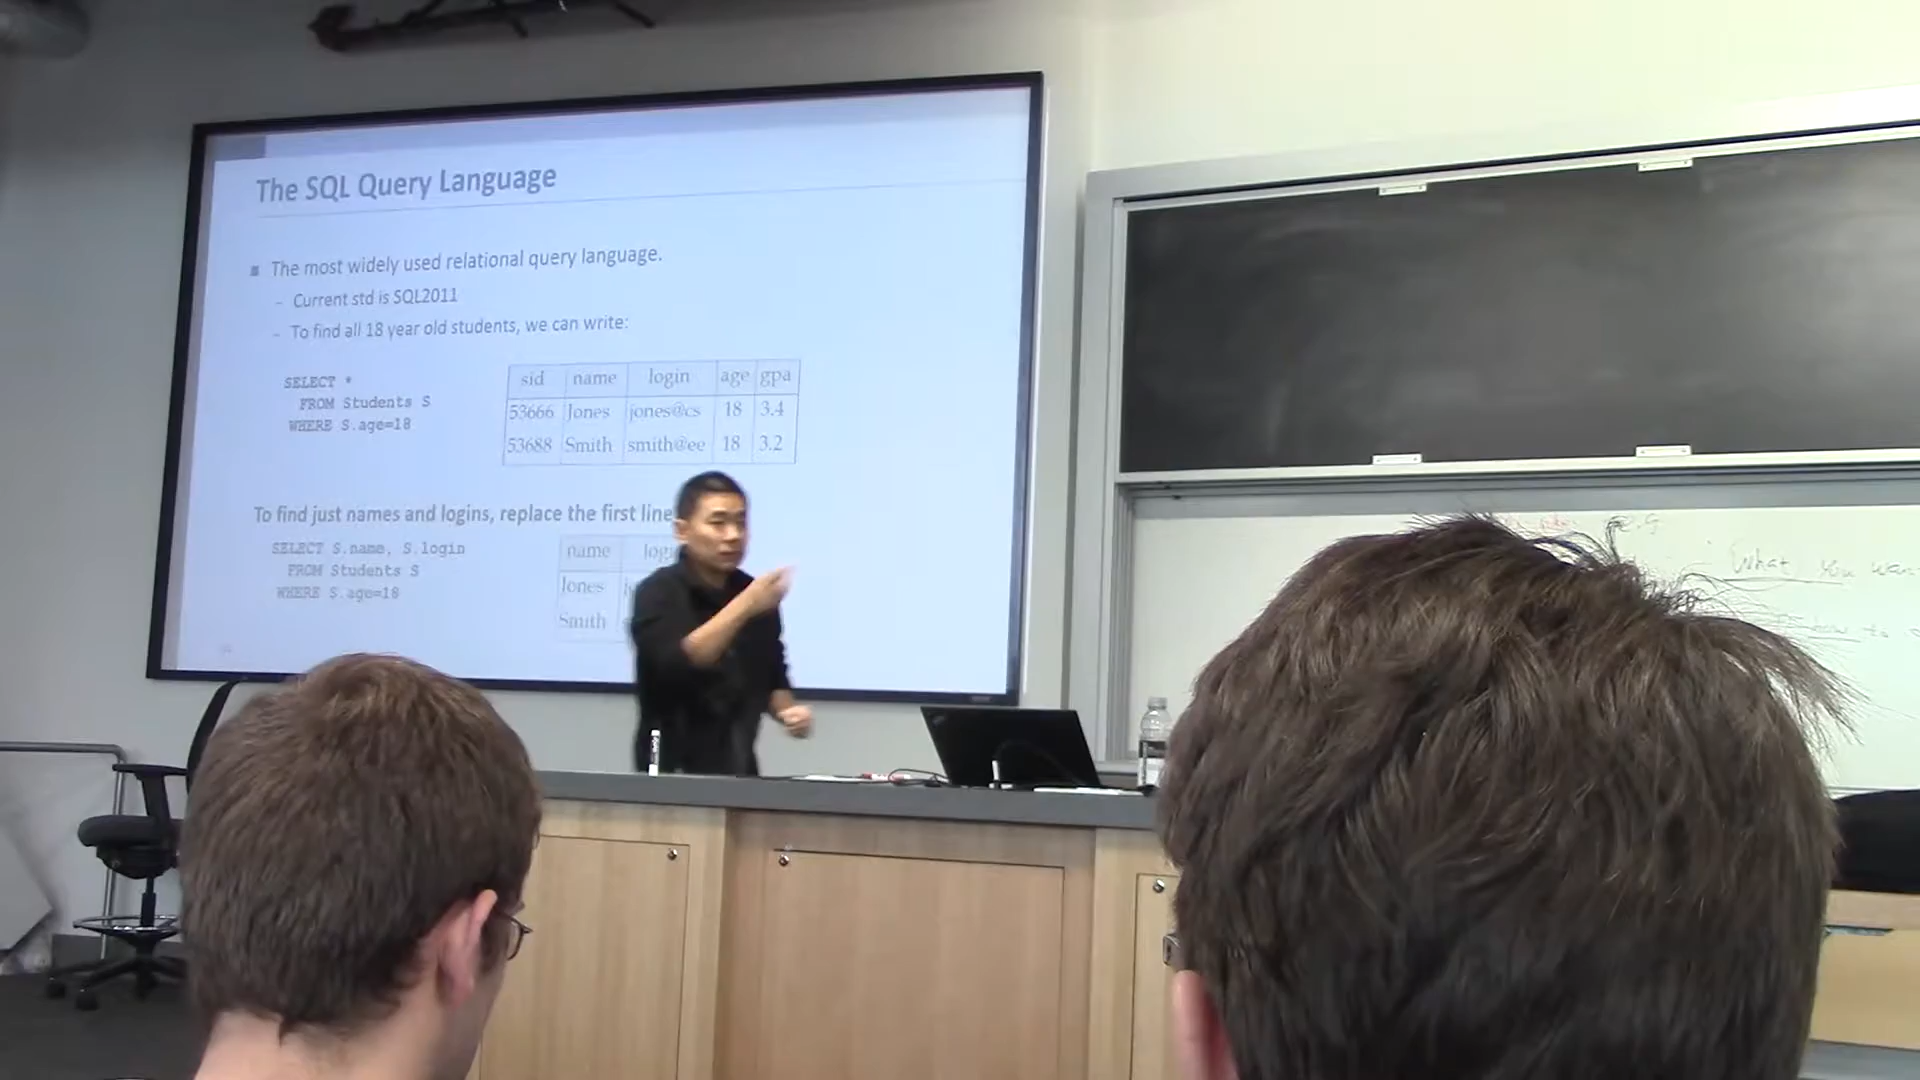 The SQL Query Language
The most widely used relational query language.
– Current std is SQL2011
– To find all 18 year old students, we can write:
SELECT *
FROM Students S
WHERE S.age=18
sid name login age gpa
53666 Jones jones@cs 18 3.4
53688 Smith smith@ee 18 3.2
To find just names and logins, replace the first line
SELECT S.name, S.login
FROM Students S
WHERE S.age=18
name
Jones
Smith
e.g
What you
to